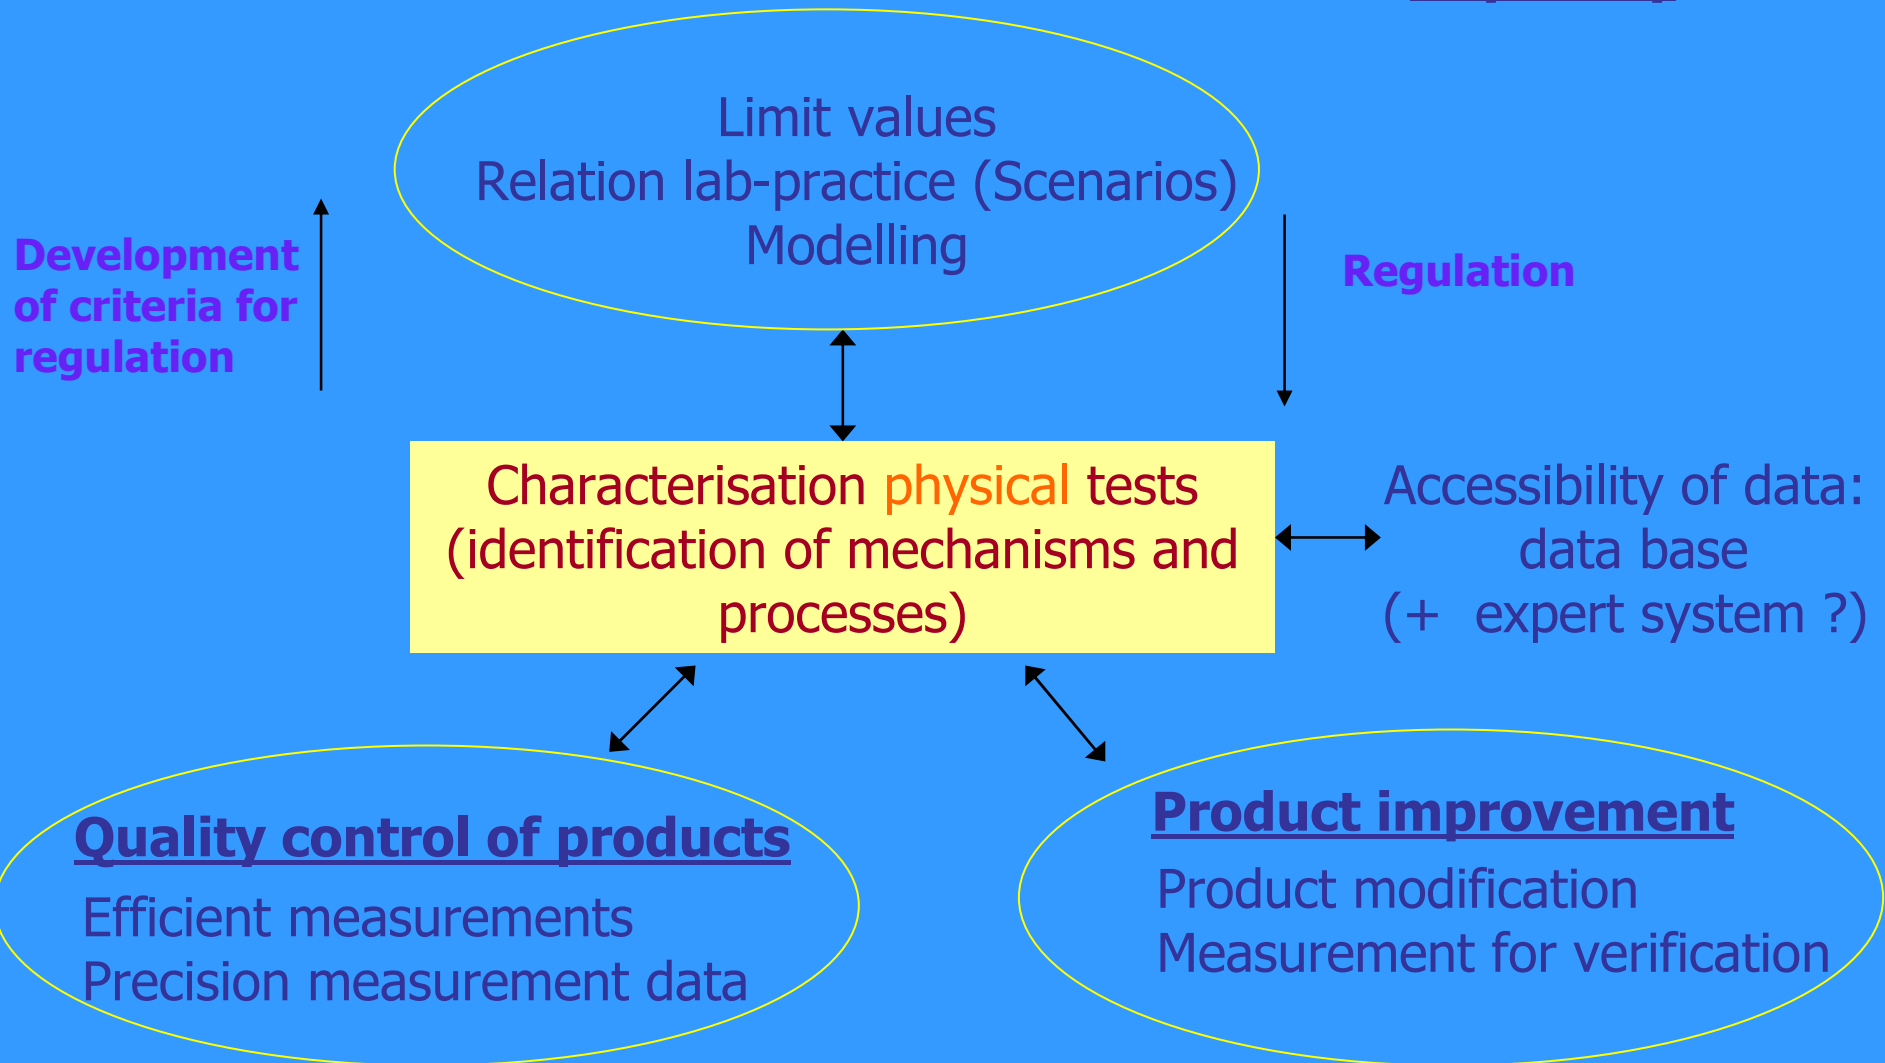 Limit values
Relation lab-practice (Scenarios)
Modelling
Development
of criteria for
regulation
Regulation
Characterisation physical tests
(identification of mechanisms and
processes)
Accessibility of data:
data base
(+ expert system ?)
Quality control of products
Efficient measurements
Precision measurement data
Product improvement
Product modification
Measurement for verification